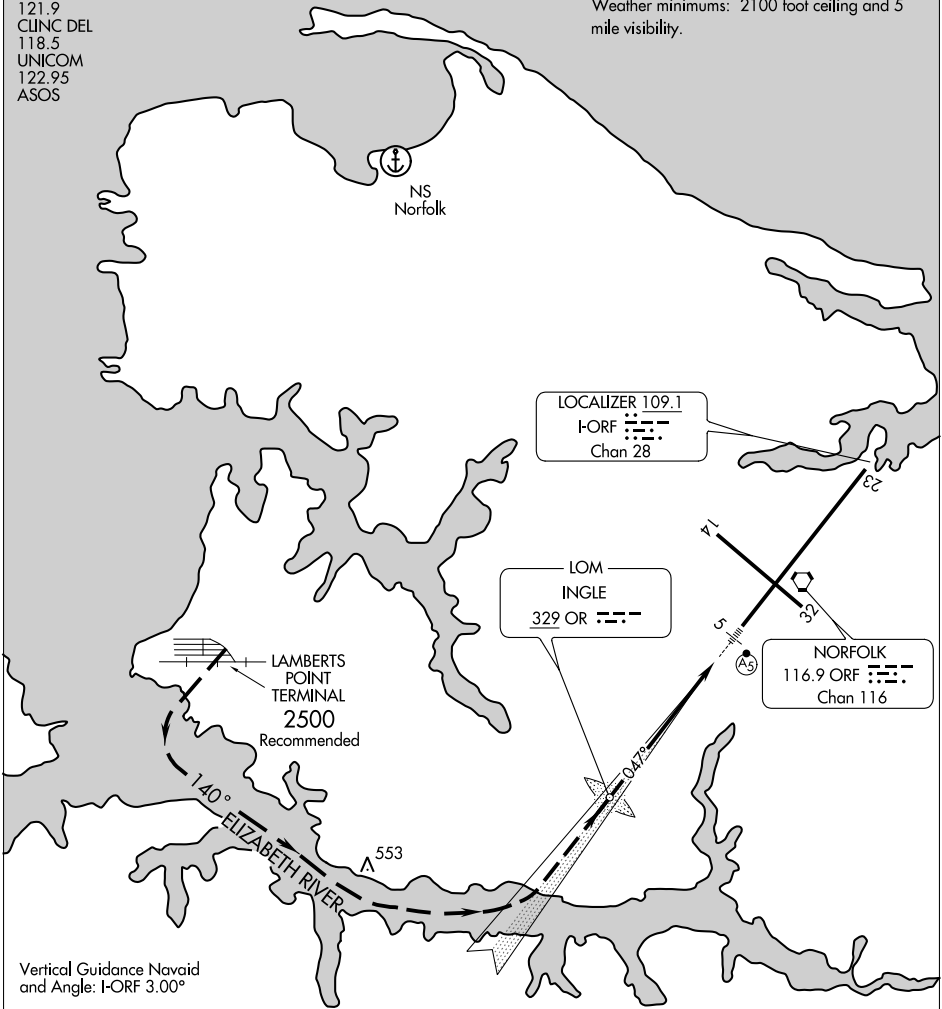 121.9
CLINC DEL
118.5
UNICOM
122.95
ASOS
Weather minimums: 2100 foot ceiling and 5
mile visibility.
NS
Norfolk
LOCALIZER 109.1
I-ORF
Chan 28
23
14
LOM
INGLE
329 OR
32
5
A5
NORFOLK
116.9 ORF
Chan 116
LAMBERTS
POINT
TERMINAL
2500
Recommended
047°
140°
ELIZABETH RIVER
553
Vertical Guidance Navaid
and Angle: I-ORF 3.00°